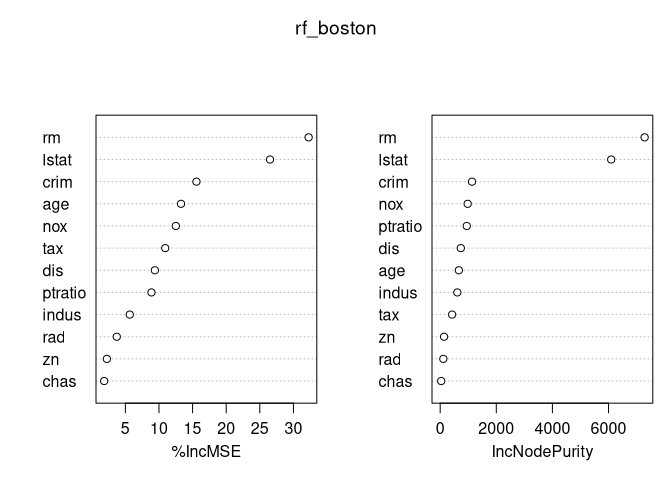 rf_boston
rm
lstat
crim
age
nox
tax
dis
ptratio
indus
rad
zn
chas
5 10 15 20 25 30
%IncMSE
rm
lstat
crim
nox
ptratio
dis
age
indus
tax
zn
rad
chas
0 2000 4000 6000
IncNodePurity